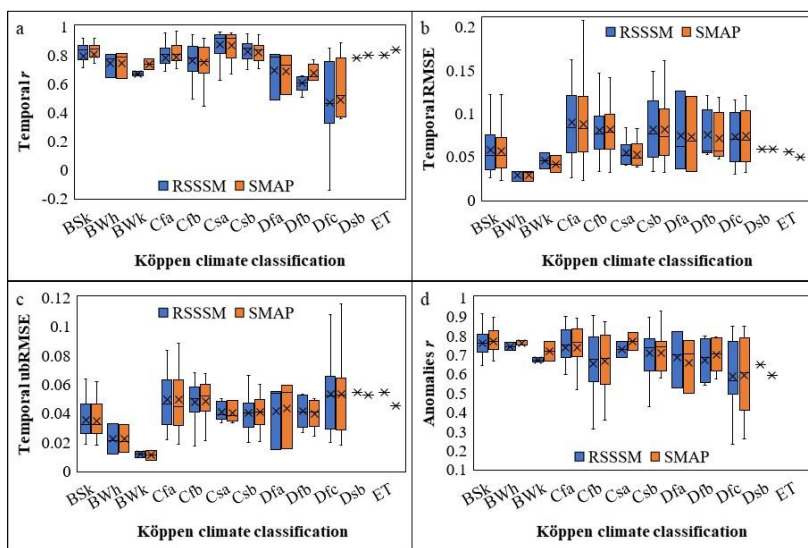 a
1
0.8
0.6
0.4
0.2
0
-0.2
Temporal r
RSSSM SMAP
BSk BWh BWk Cfa Cfb Csa Csb Dfa Dfb Dfc Dsb ET
Köppen climate classification
b
0.2
0.15
0.1
0.05
0
Temporal RMSE
RSSSM
SMAP
BSk BWh BWk Cfa Cfb Csa Csb Dfa Dfb Dfc Dsb ET
Köppen climate classification
c
0.12
0.1
0.08
0.06
0.04
0.02
0
Temporal ubRMSE
RSSSM SMAP
BSk BWh BWk Cfa Cfb Csa Csb Dfa Dfb Dfc Dsb ET
Köppen climate classification
d
1
0.9
0.8
0.7
0.6
0.5
0.4
0.3
0.2
0.1
Anomalies r
RSSSM SMAP
BSk BWh BWk Cfa Cfb Csa Csb Dfa Dfb Dfc Dsb ET
Köppen climate classification